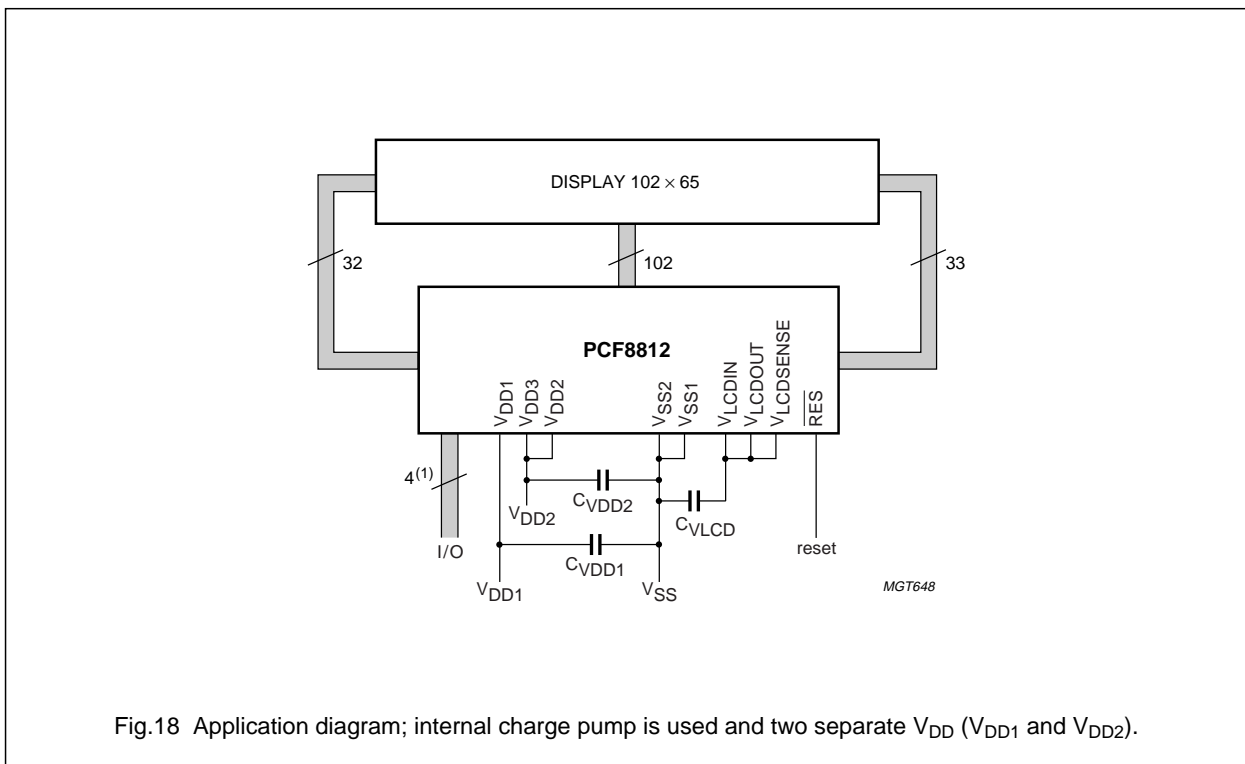 DISPLAY 102 × 65
32
102
33
PCF8812
VDD1
VDD3
VDD2
VSS2
VSS1
VLCDIN
VLCDOUT
VLCDSENSE
RES
4(1)
I/O
VDD2
CVDD2
CVLCD
CVDD1
VDD1
VSS
reset
MGT648
Fig.18 Application diagram; internal charge pump is used and two separate VDD (VDD1 and VDD2).